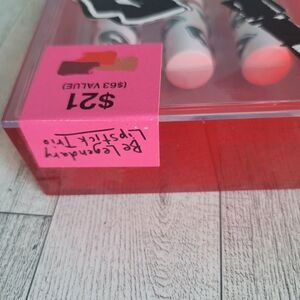 Be Legendary
Lipstick Trio
$21
($63 VALUE)